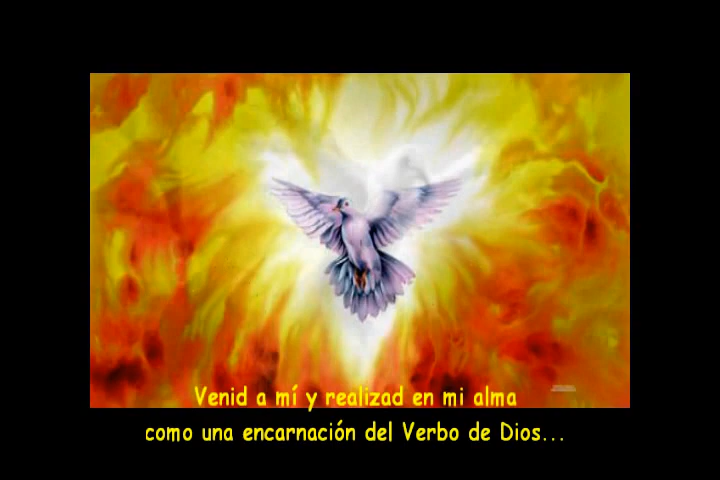 Venid a mí y realizad en mi alma
como una encarnación del Verbo de Dios...